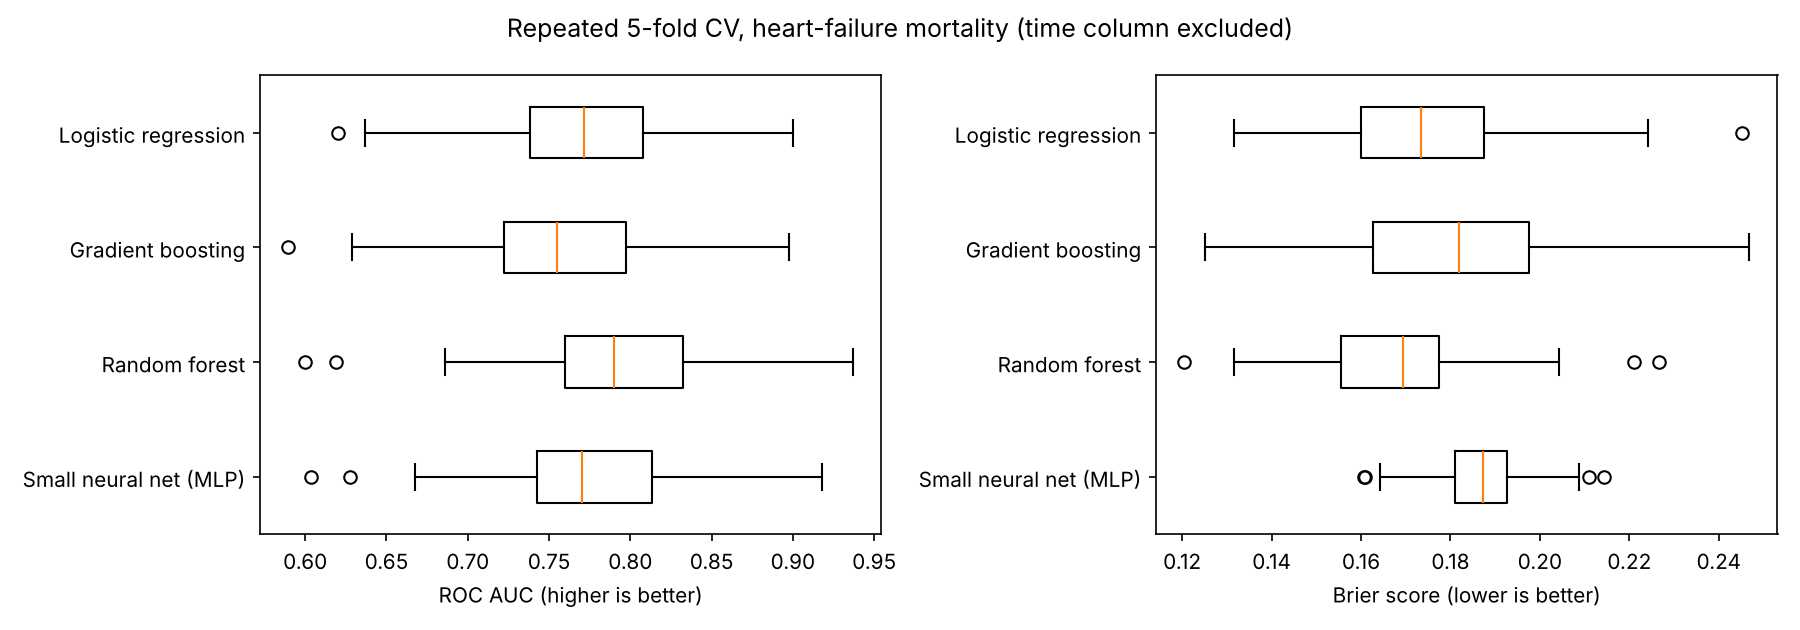 Repeated 5-fold CV, heart-failure mortality (time column excluded)
Logistic regression
Gradient boosting
Random forest
Small neural net (MLP)
0.60 0.65 0.70 0.75 0.80 0.85 0.90 0.95
ROC AUC (higher is better)
Logistic regression
Gradient boosting
Random forest
Small neural net (MLP)
0.12 0.14 0.16 0.18 0.20 0.22 0.24
Brier score (lower is better)